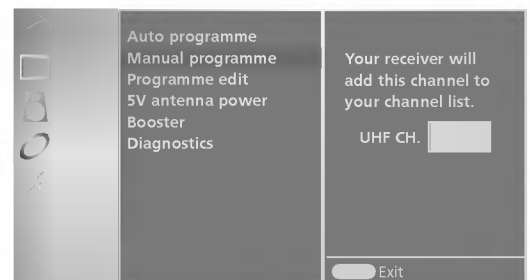 Auto programme
Manual programme
Programme edit
5V antenna power
Booster
Diagnostics
Your receiver will
add this channel to
your channel list.
UHF CH.
Exit